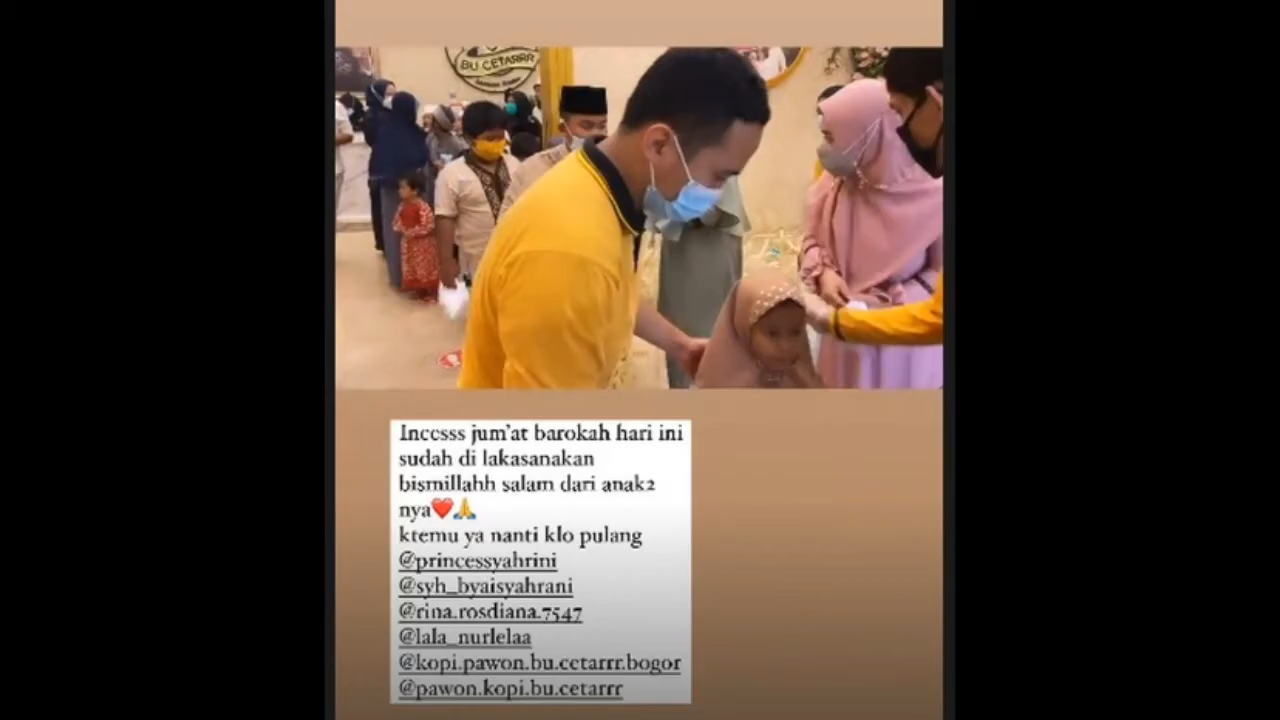 BU CETARRR
Incesss jum'at barokah hari ini
sudah di lakasanakan
bismillahh salam dari anak2
nya❤️🙏
ktemu ya nanti klo pulang
@princessyahrini
@syh_byaisyahrani
@rina.rosdiana.7547
@lala_nurlelaa
@kopi.pawon.bu.cetarrr.bogor
@pawon.kopi.bu.cetarrr